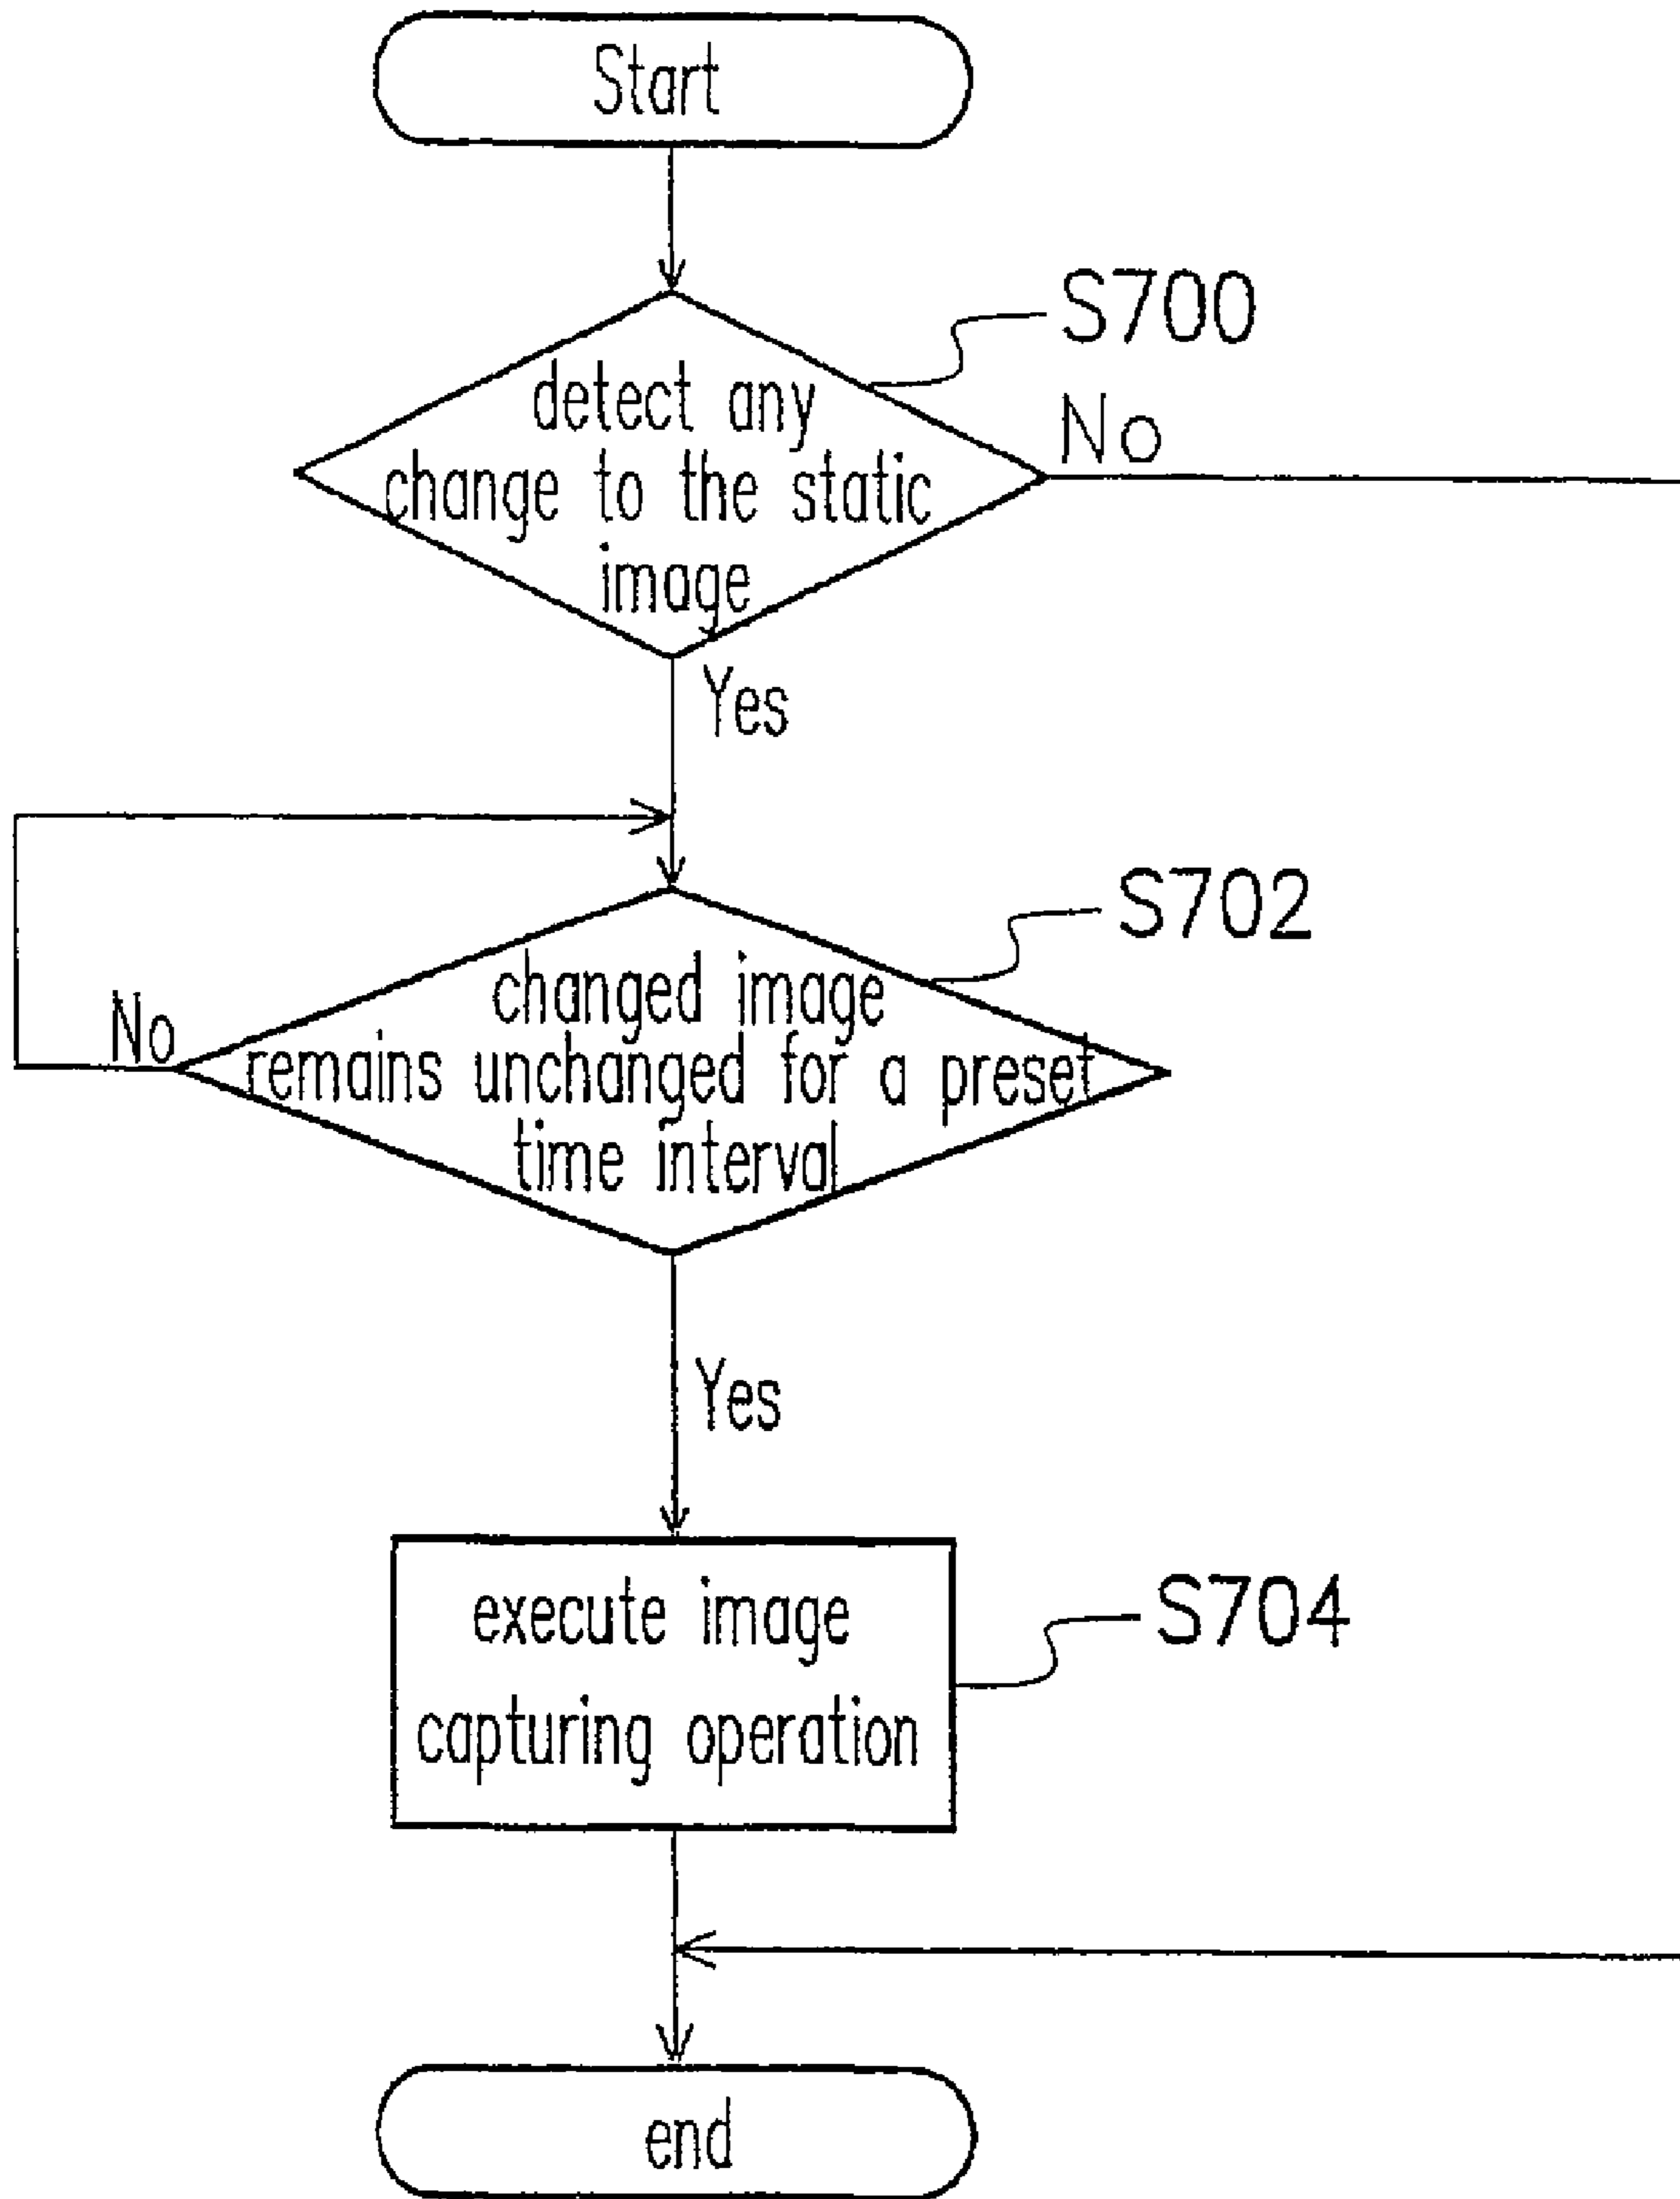 Start
S700
detect any
No
change to the static
image
Yes
S702
changed image
No
remains unchanged for a preset
time interval
Yes
execute image
S704
capturing operation
end